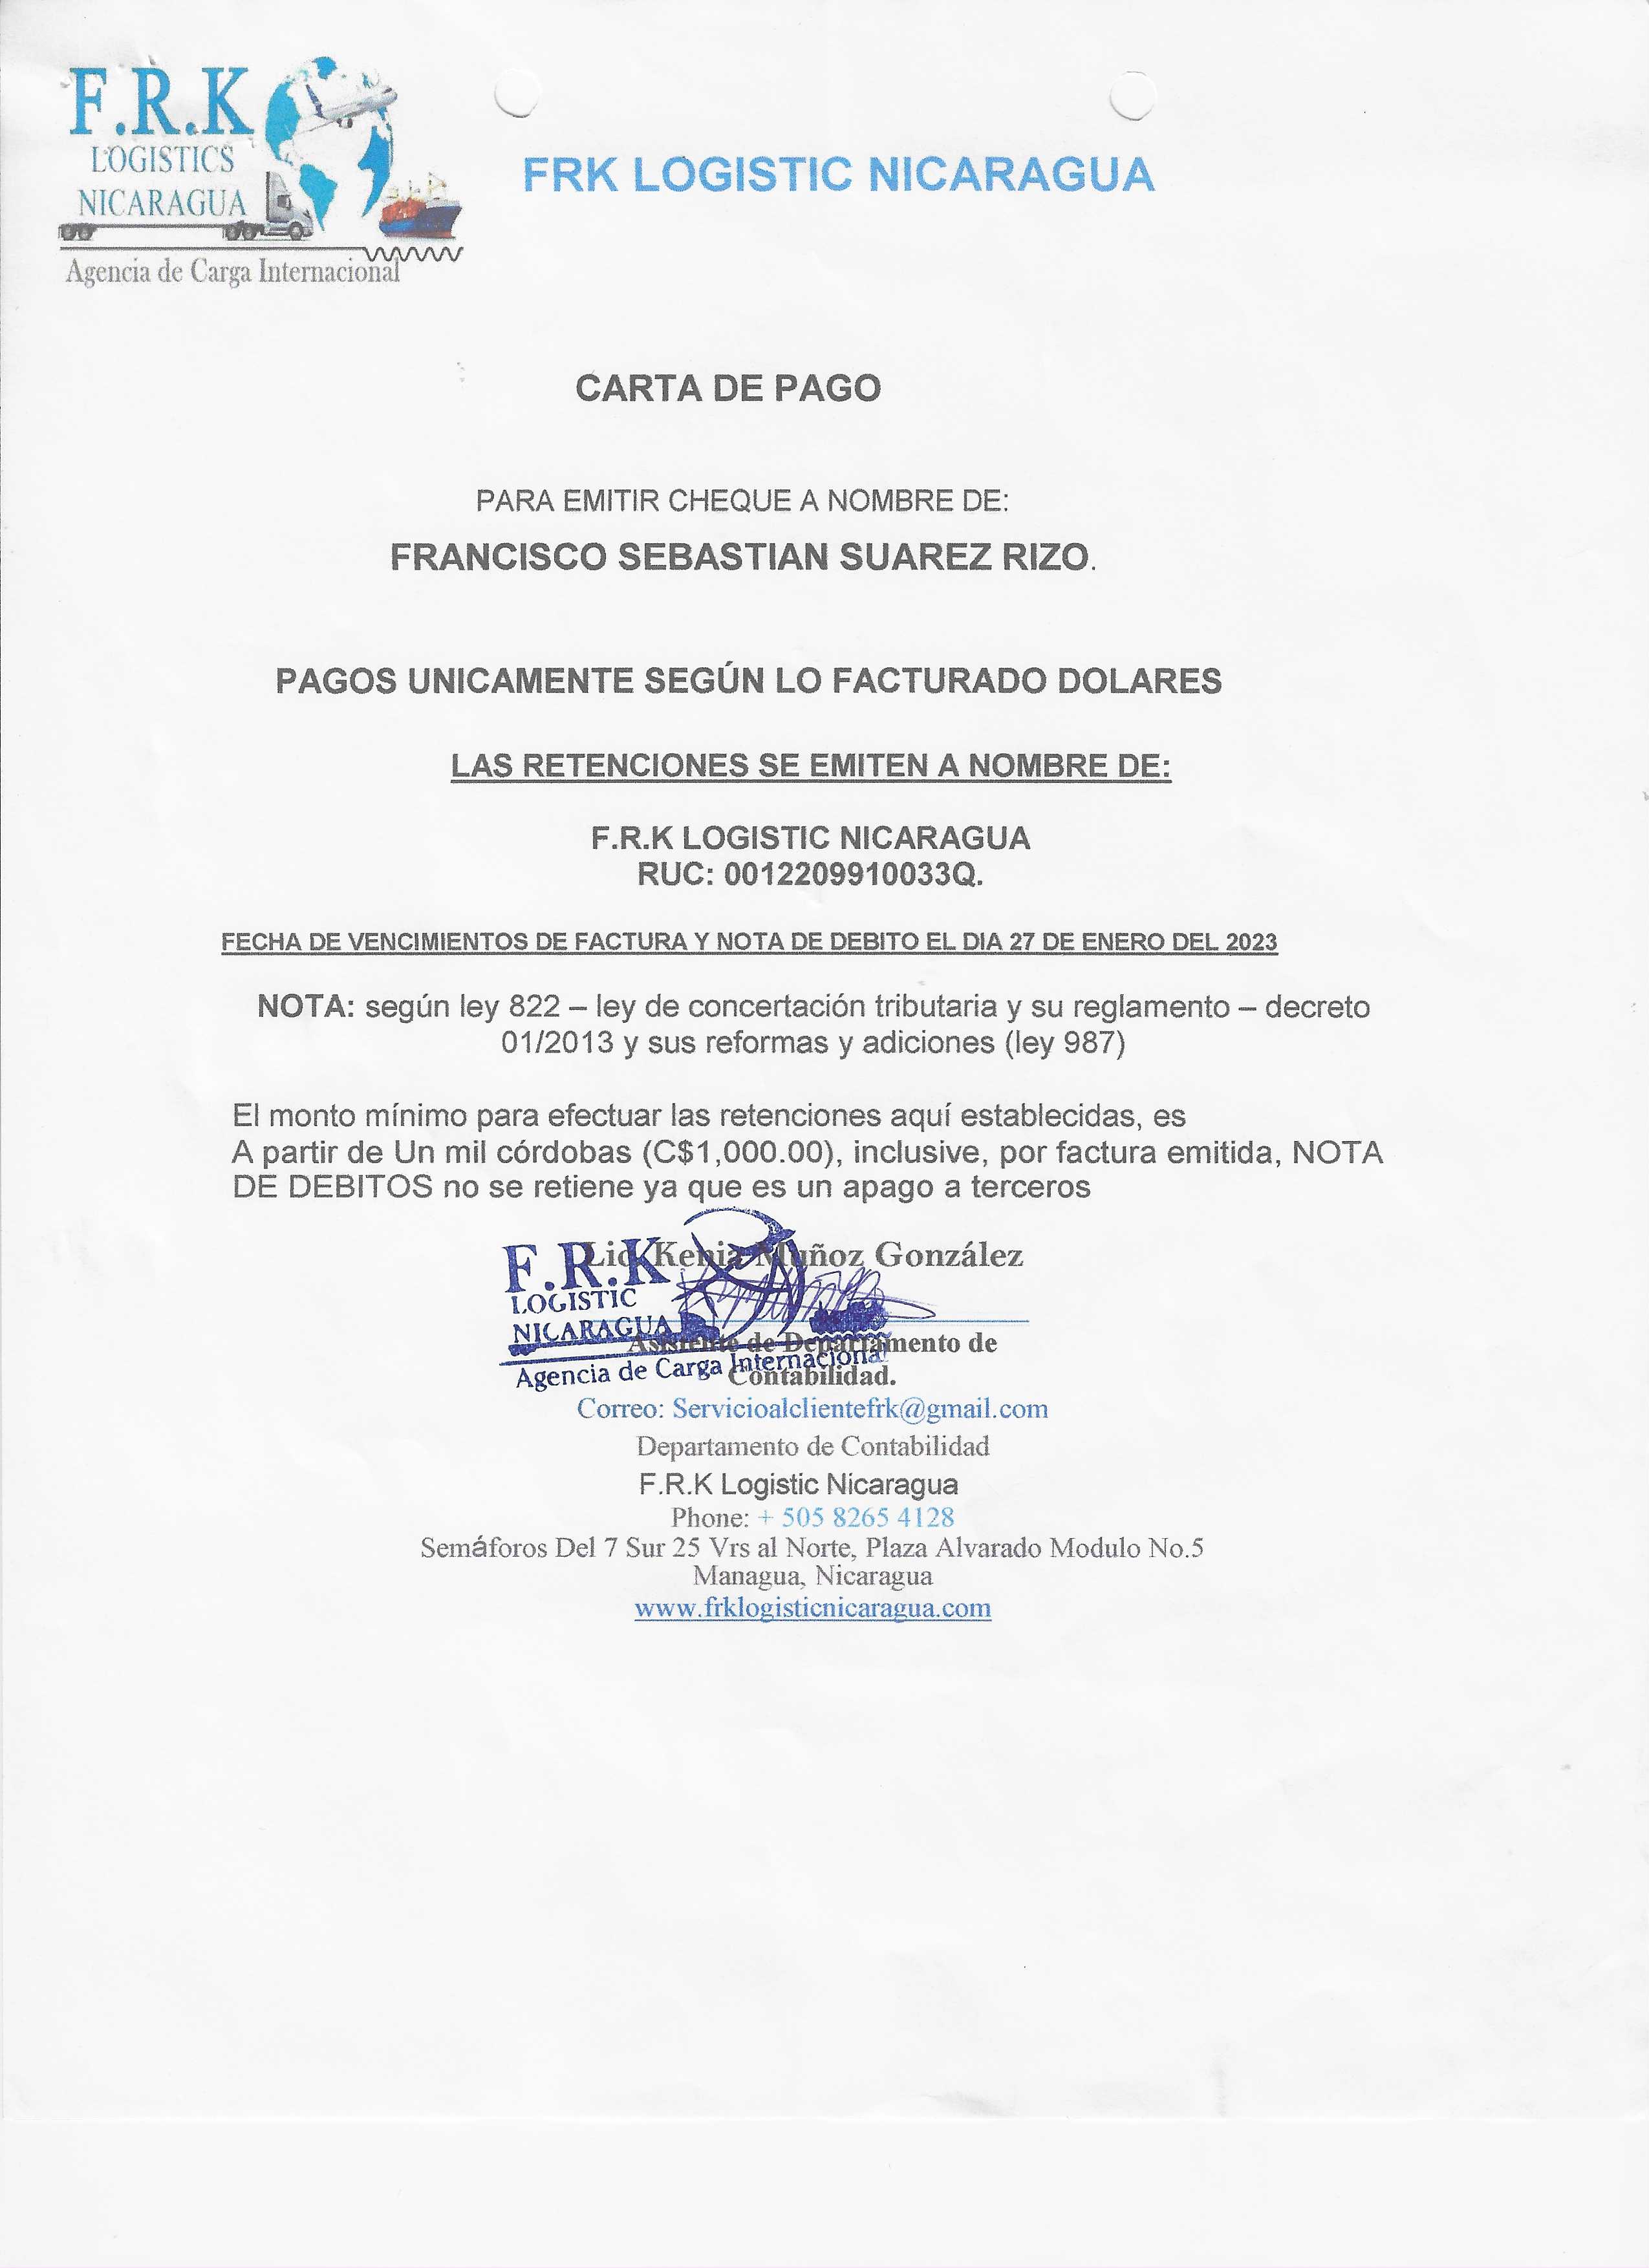 F.R.K
LOGISTICS
NICARAGUA
Agencia de Carga Internacional
FRK LOGISTIC NICARAGUA
CARTA DE PAGO
PARA EMITIR CHEQUE A NOMBRE DE:
FRANCISCO SEBASTIAN SUAREZ RIZO.
PAGOS UNICAMENTE SEGÚN LO FACTURADO DOLARES
LAS RETENCIONES SE EMITEN A NOMBRE DE:
F.R.K LOGISTIC NICARAGUA
RUC: 0012209910033Q.
FECHA DE VENCIMIENTOS DE FACTURA Y NOTA DE DEBITO EL DIA 27 DE ENERO DEL 2023
NOTA: según ley 822 – ley de concertación tributaria y su reglamento – decreto
01/2013 y sus reformas y adiciones (ley 987)
El monto mínimo para efectuar las retenciones aquí establecidas, es
A partir de Un mil córdobas (C$1,000.00), inclusive, por factura emitida, NOTA
DE DEBITOS no se retiene ya que es un apago a terceros
Lic. Kenia Muñoz González
F.R.K
LOGISTIC
NICARAGUA
Agencia de Carga Internacional
Asistente de Departamento de
Contabilidad.
Correo: Servicioalclientefrk@gmail.com
Departamento de Contabilidad
F.R.K Logistic Nicaragua
Phone: + 505 8265 4128
Semáforos Del 7 Sur 25 Vrs al Norte, Plaza Alvarado Modulo No.5
Managua, Nicaragua
www.frklogisticnicaragua.com